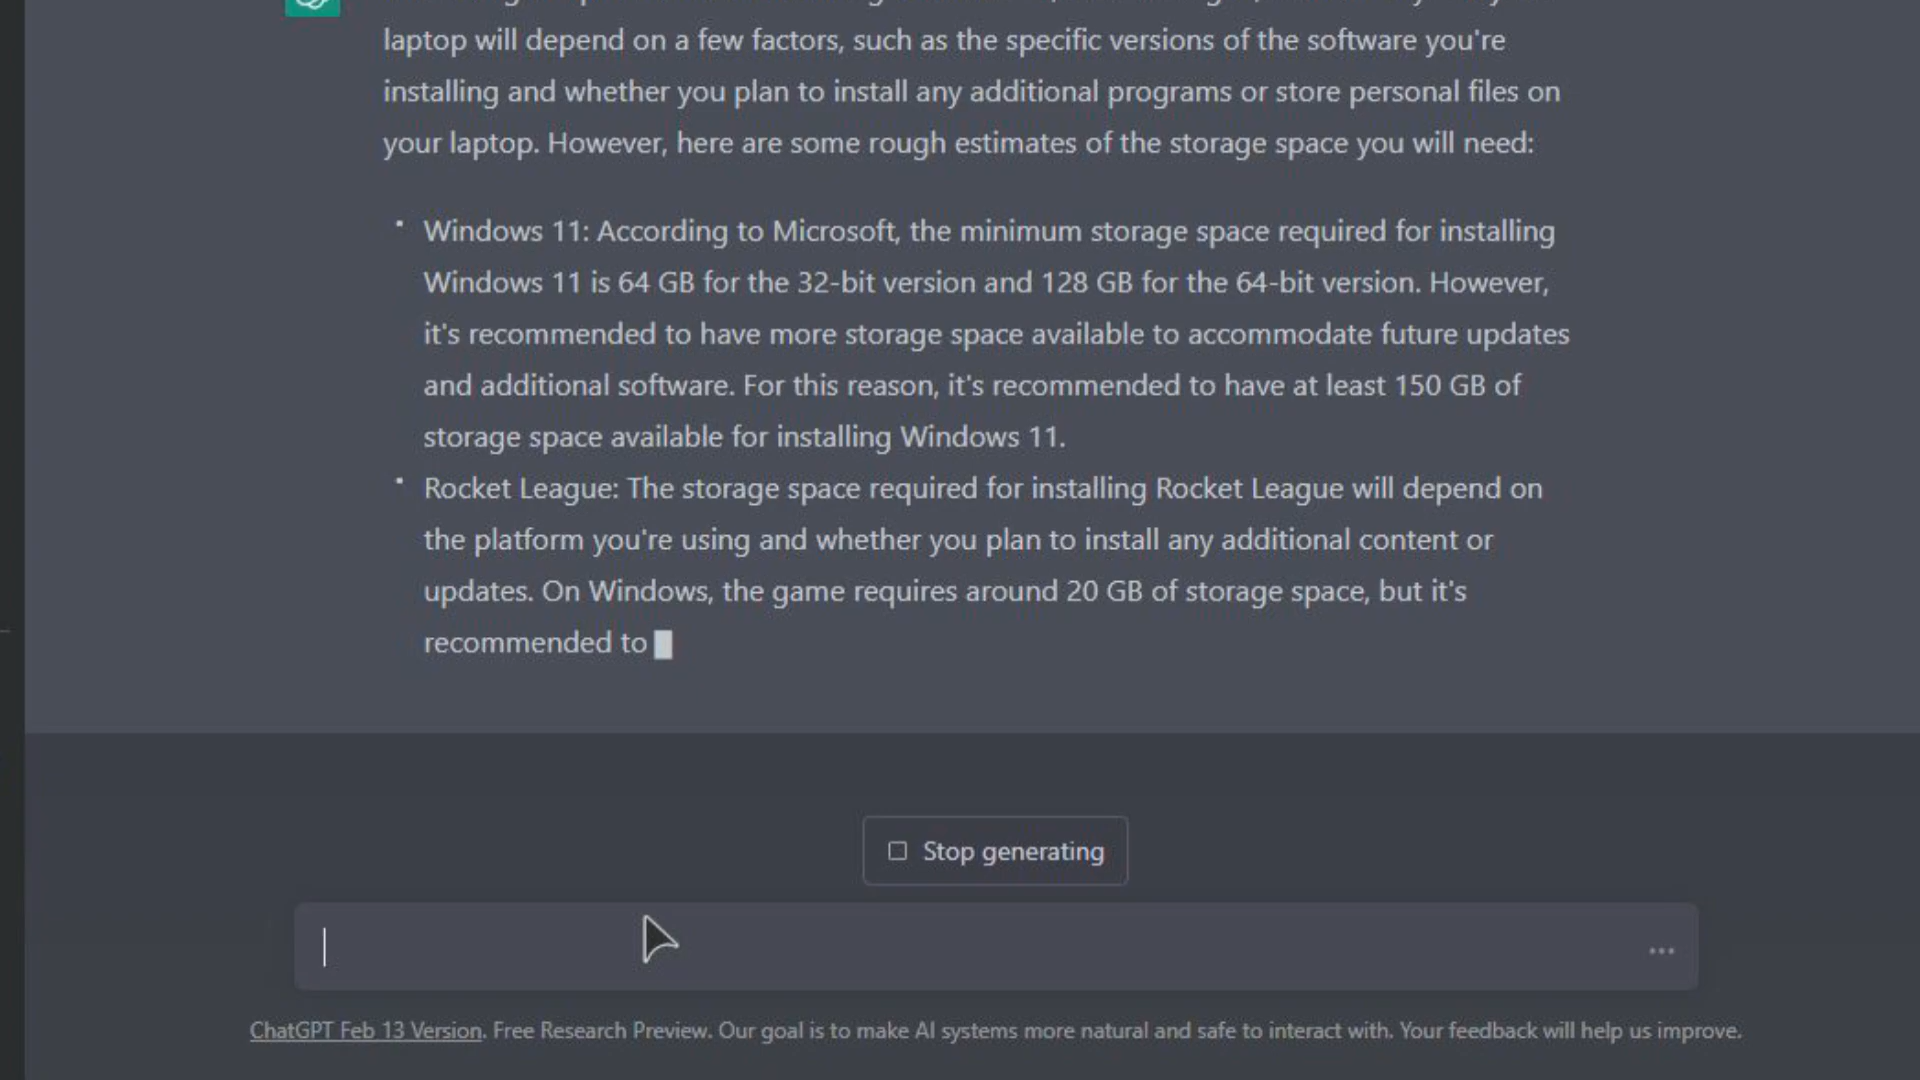 laptop will depend on a few factors, such as the specific versions of the software you're
installing and whether you plan to install any additional programs or store personal files on
your laptop. However, here are some rough estimates of the storage space you will need:
• Windows 11: According to Microsoft, the minimum storage space required for installing
Windows 11 is 64 GB for the 32-bit version and 128 GB for the 64-bit version. However,
it's recommended to have more storage space available to accommodate future updates
and additional software. For this reason, it's recommended to have at least 150 GB of
storage space available for installing Windows 11.
• Rocket League: The storage space required for installing Rocket League will depend on
the platform you're using and whether you plan to install any additional content or
updates. On Windows, the game requires around 20 GB of storage space, but it's
recommended to
Stop generating
ChatGPT Feb 13 Version. Free Research Preview. Our goal is to make AI systems more natural and safe to interact with. Your feedback will help us improve.